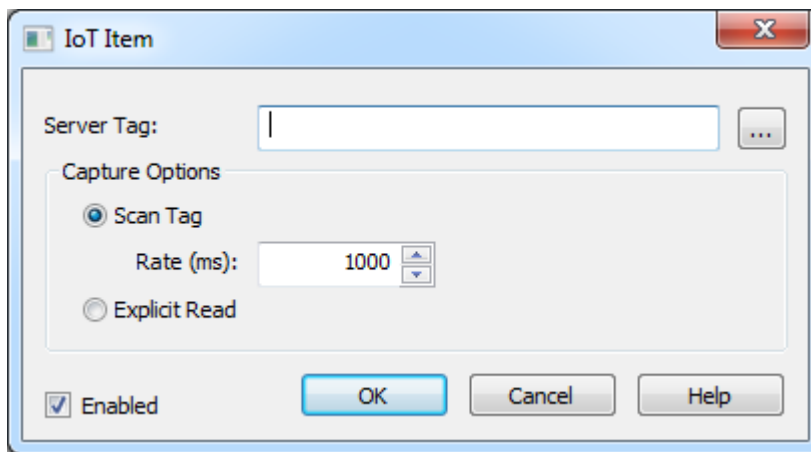 IoT Item
Server Tag: ...
Capture Options
Scan Tag
Rate (ms): 1000
Explicit Read
Enabled OK Cancel Help